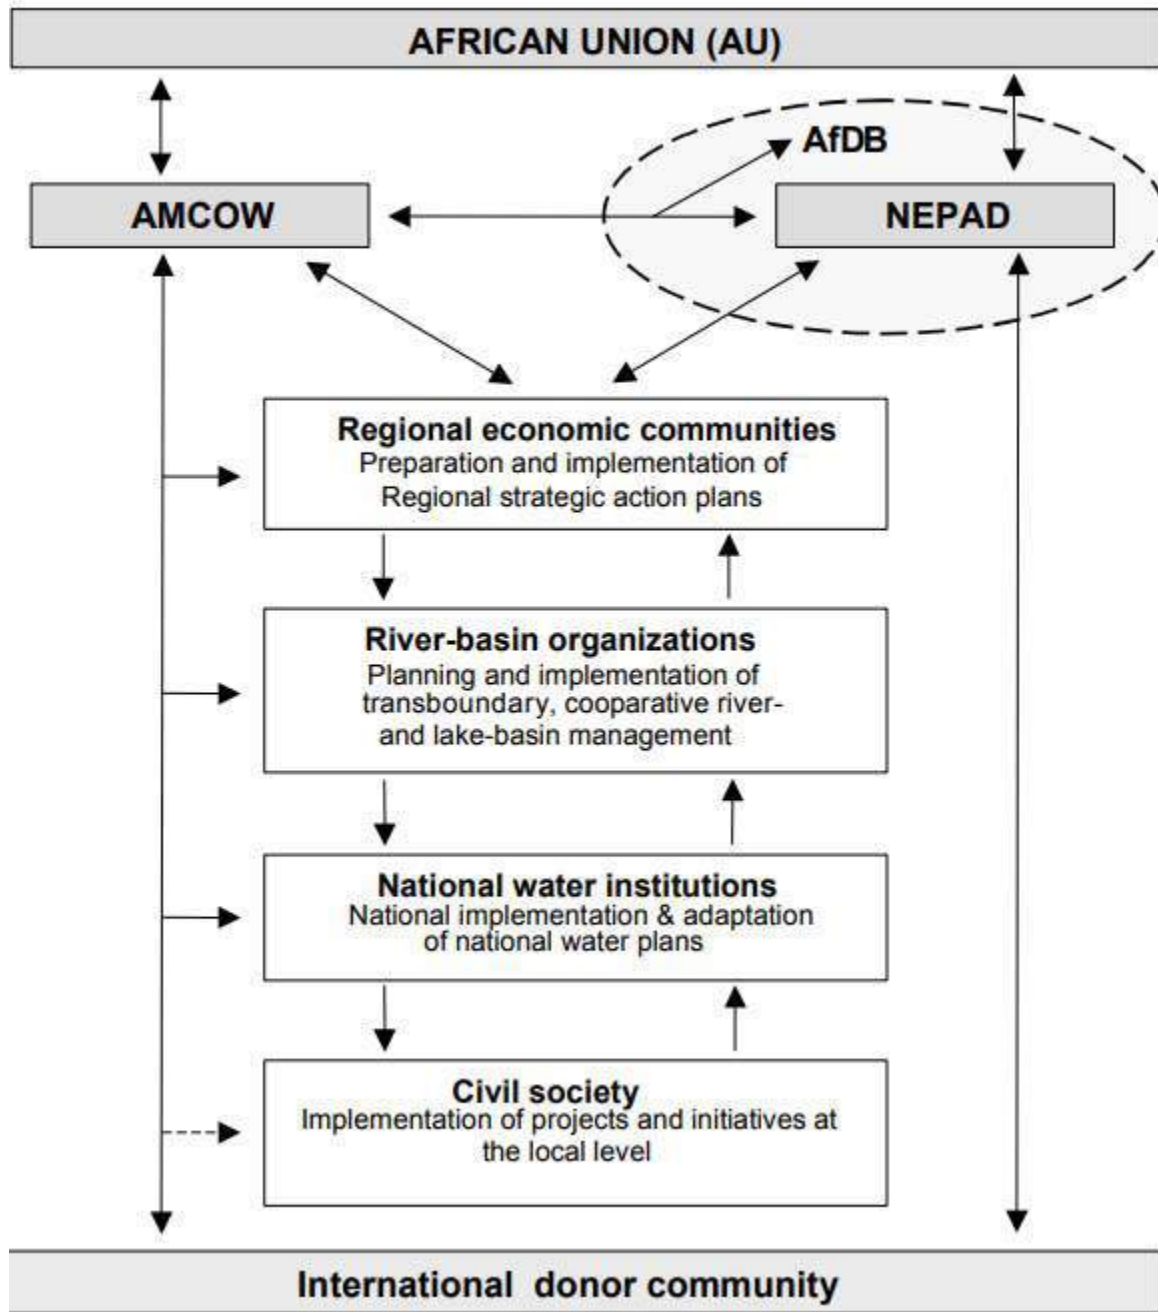 AFRICAN UNION (AU)
AfDB
AMCOW
NEPAD
Regional economic communities
Preparation and implementation of
Regional strategic action plans
River-basin organizations
Planning and implementation of
transboundary, cooparative river-
and lake-basin management
National water institutions
National implementation & adaptation
of national water plans
Civil society
Implementation of projects and initiatives at
the local level
International donor community